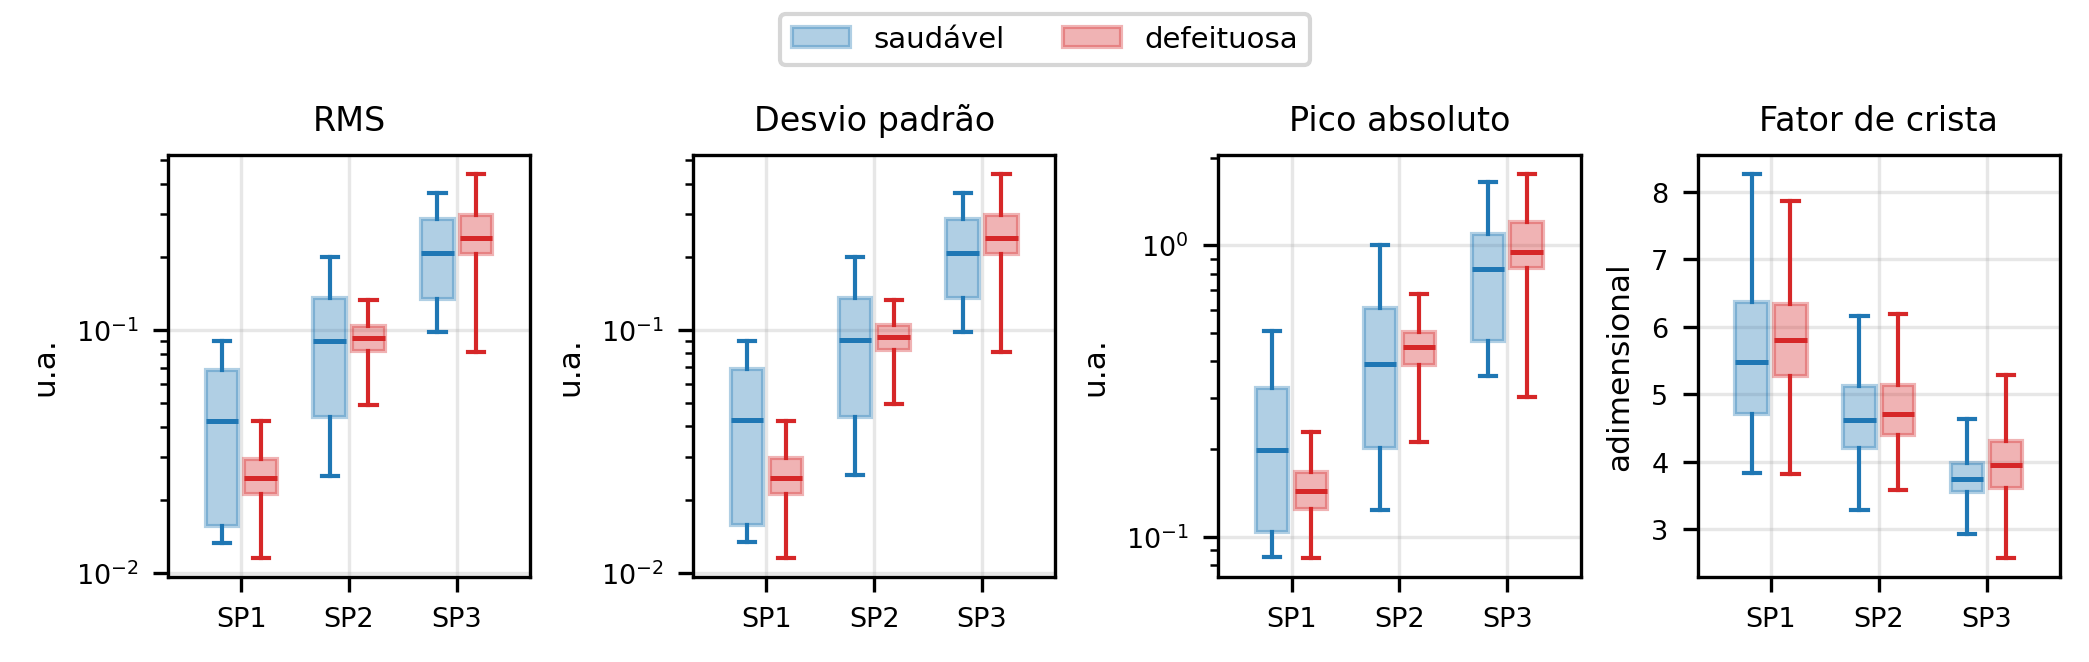 saudável defeituosa
RMS
u.a.
10⁻¹
10⁻²
SP1 SP2 SP3
Desvio padrão
u.a.
10⁻¹
10⁻²
SP1 SP2 SP3
Pico absoluto
u.a.
10⁰
10⁻¹
SP1 SP2 SP3
Fator de crista
adimensional
8
7
6
5
4
3
SP1 SP2 SP3